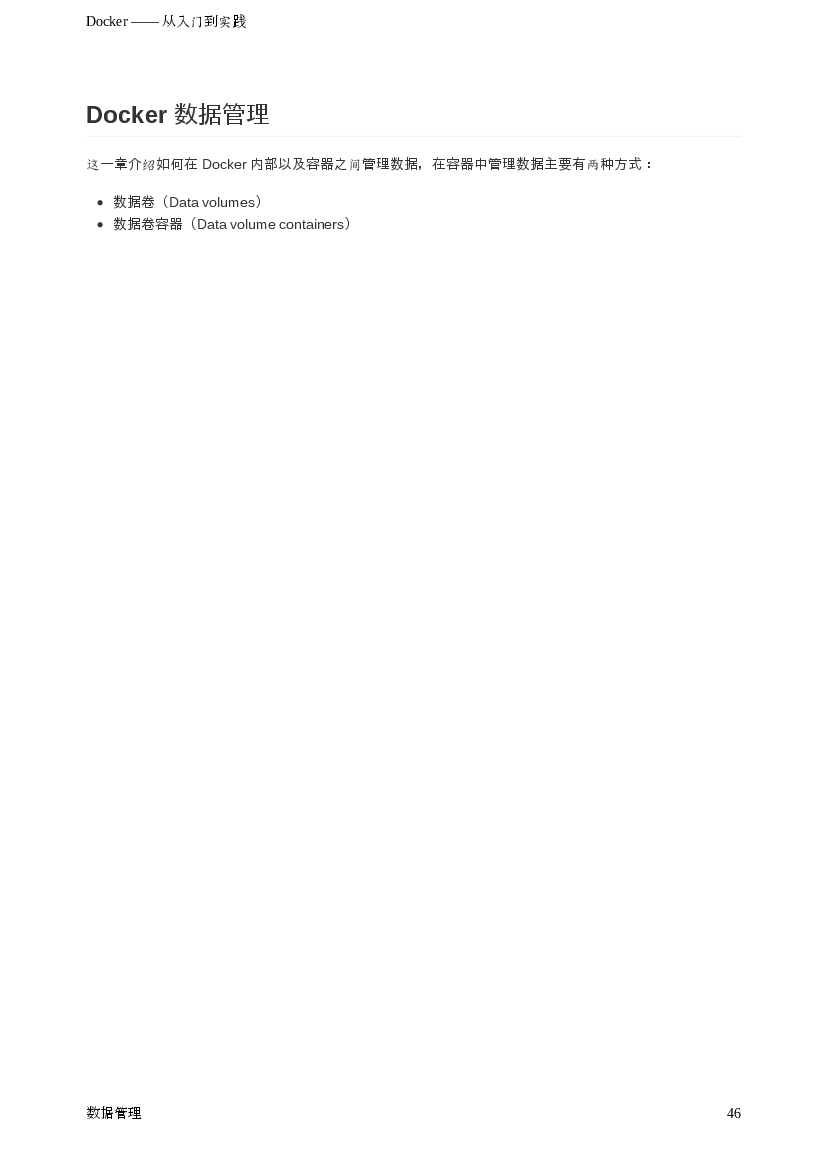 Docker —— 从入门到实践
Docker 数据管理
这一章介绍如何在 Docker 内部以及容器之间管理数据，在容器中管理数据主要有两种方式：
• 数据卷（Data volumes）
• 数据卷容器（Data volume containers）
数据管理
46